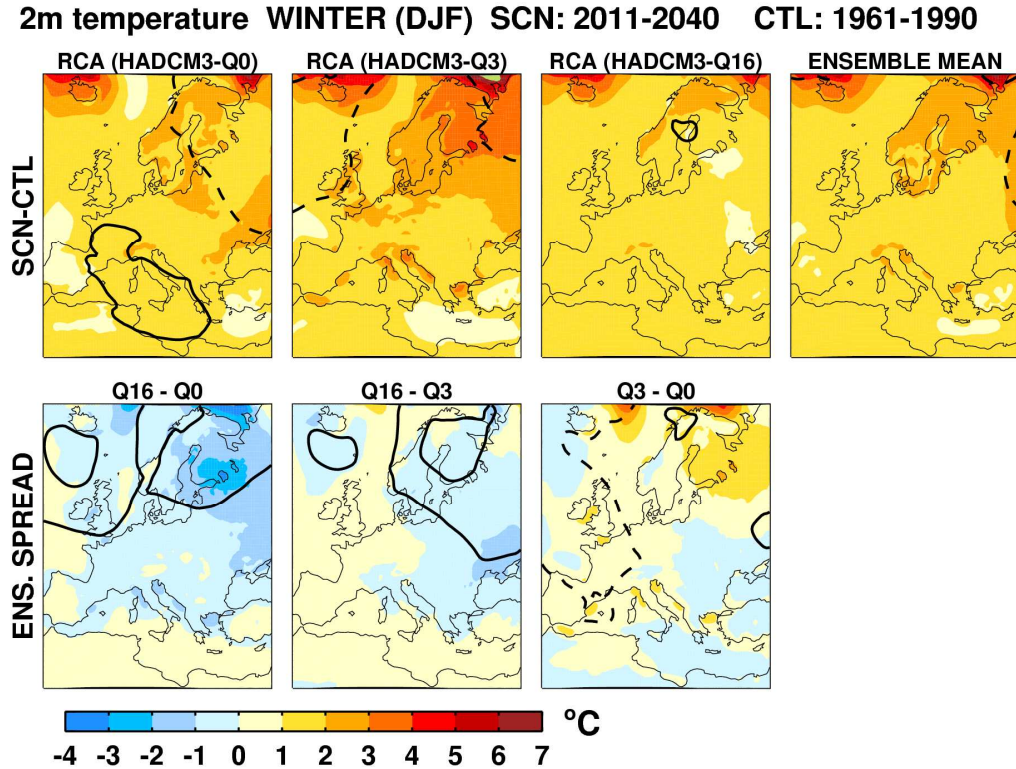 2m temperature WINTER (DJF) SCN: 2011-2040 CTL: 1961-1990
RCA (HADCM3-Q0) RCA (HADCM3-Q3) RCA (HADCM3-Q16) ENSEMBLE MEAN
SCN-CTL
Q16 - Q0 Q16 - Q3 Q3 - Q0
ENS. SPREAD
°C
-4 -3 -2 -1 0 1 2 3 4 5 6 7